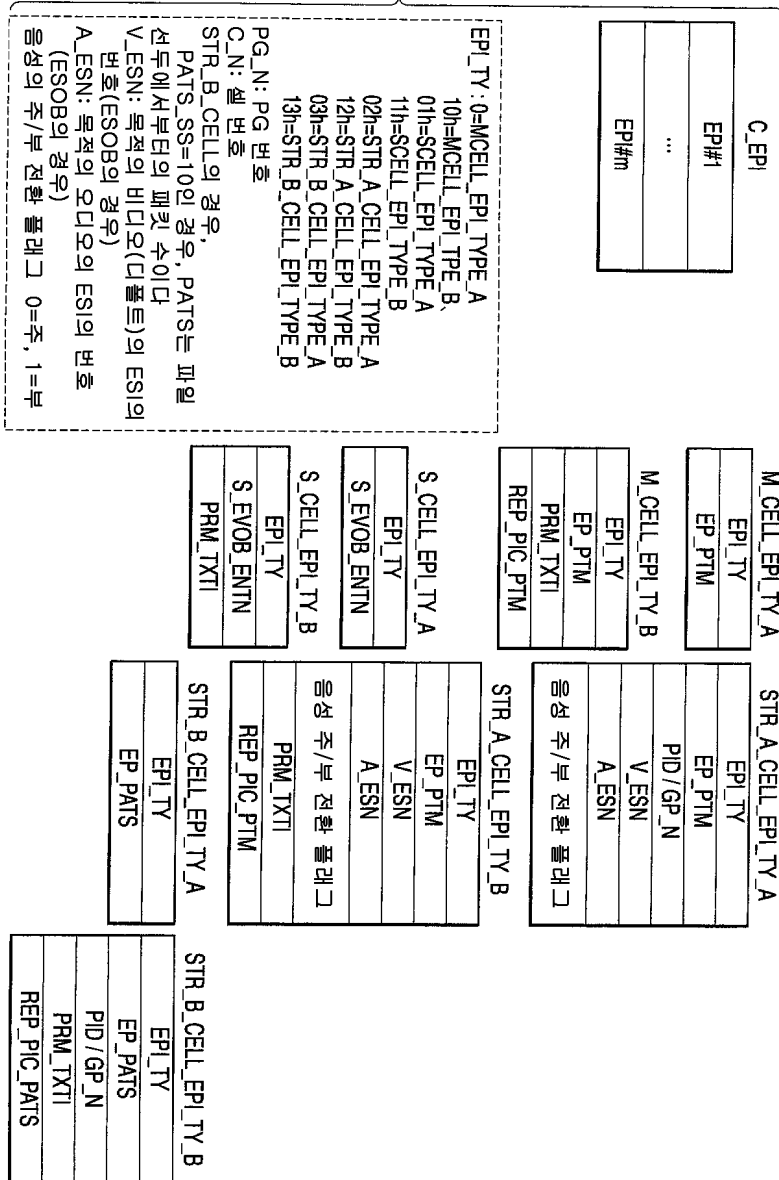 C_EPI
EPI#1
...
EPI#m
EPI_TY : 0=MCELL_EPI_TYPE_A
10h=MCELL_EPI_TPE_B、
01h=SCELL_EPI_TYPE_A
11h=SCELL_EPI_TYPE_B
02h=STR_A_CELL_EPI_TYPE_A
12h=STR_A_CELL_EPI_TYPE_B
03h=STR_B_CELL_EPI_TYPE_A
13h=STR_B_CELL_EPI_TYPE_B
PG_N: PG 번호
C_N: 셀 번호
STR_B_CELL의 경우,
PATS_SS=10인 경우, PATS는 파일
선두에서부터의 패킷 수이다
V_ESN: 목적의 비디오(디폴트)의 ESI의
번호(ESOB의 경우)
A_ESN: 목적의 오디오의 ESI의 번호
(ESOB의 경우)
음성의 주/부 전환 플래그 0=주, 1=부
M_CELL_EPI_TY_A
EPI_TY
EP_PTM
M_CELL_EPI_TY_B
EPI_TY
EP_PTM
PRM_TXTI
REP_PIC_PTM
S_CELL_EPI_TY_A
EPI_TY
S_EVOB_ENTN
S_CELL_EPI_TY_B
EPI_TY
S_EVOB_ENTN
PRM_TXTI
STR_A_CELL_EPI_TY_A
EPI_TY
EP_PTM
PID / GP_N
V_ESN
A_ESN
음성 주/부 전환 플래그
STR_A_CELL_EPI_TY_B
EPI_TY
EP_PTM
V_ESN
A_ESN
음성 주/부 전환 플래그
PRM_TXTI
REP_PIC_PTM
STR_B_CELL_EPI_TY_A
EPI_TY
EP_PATS
STR_B_CELL_EPI_TY_B
EPI_TY
EP_PATS
PID / GP_N
PRM_TXTI
REP_PIC_PATS